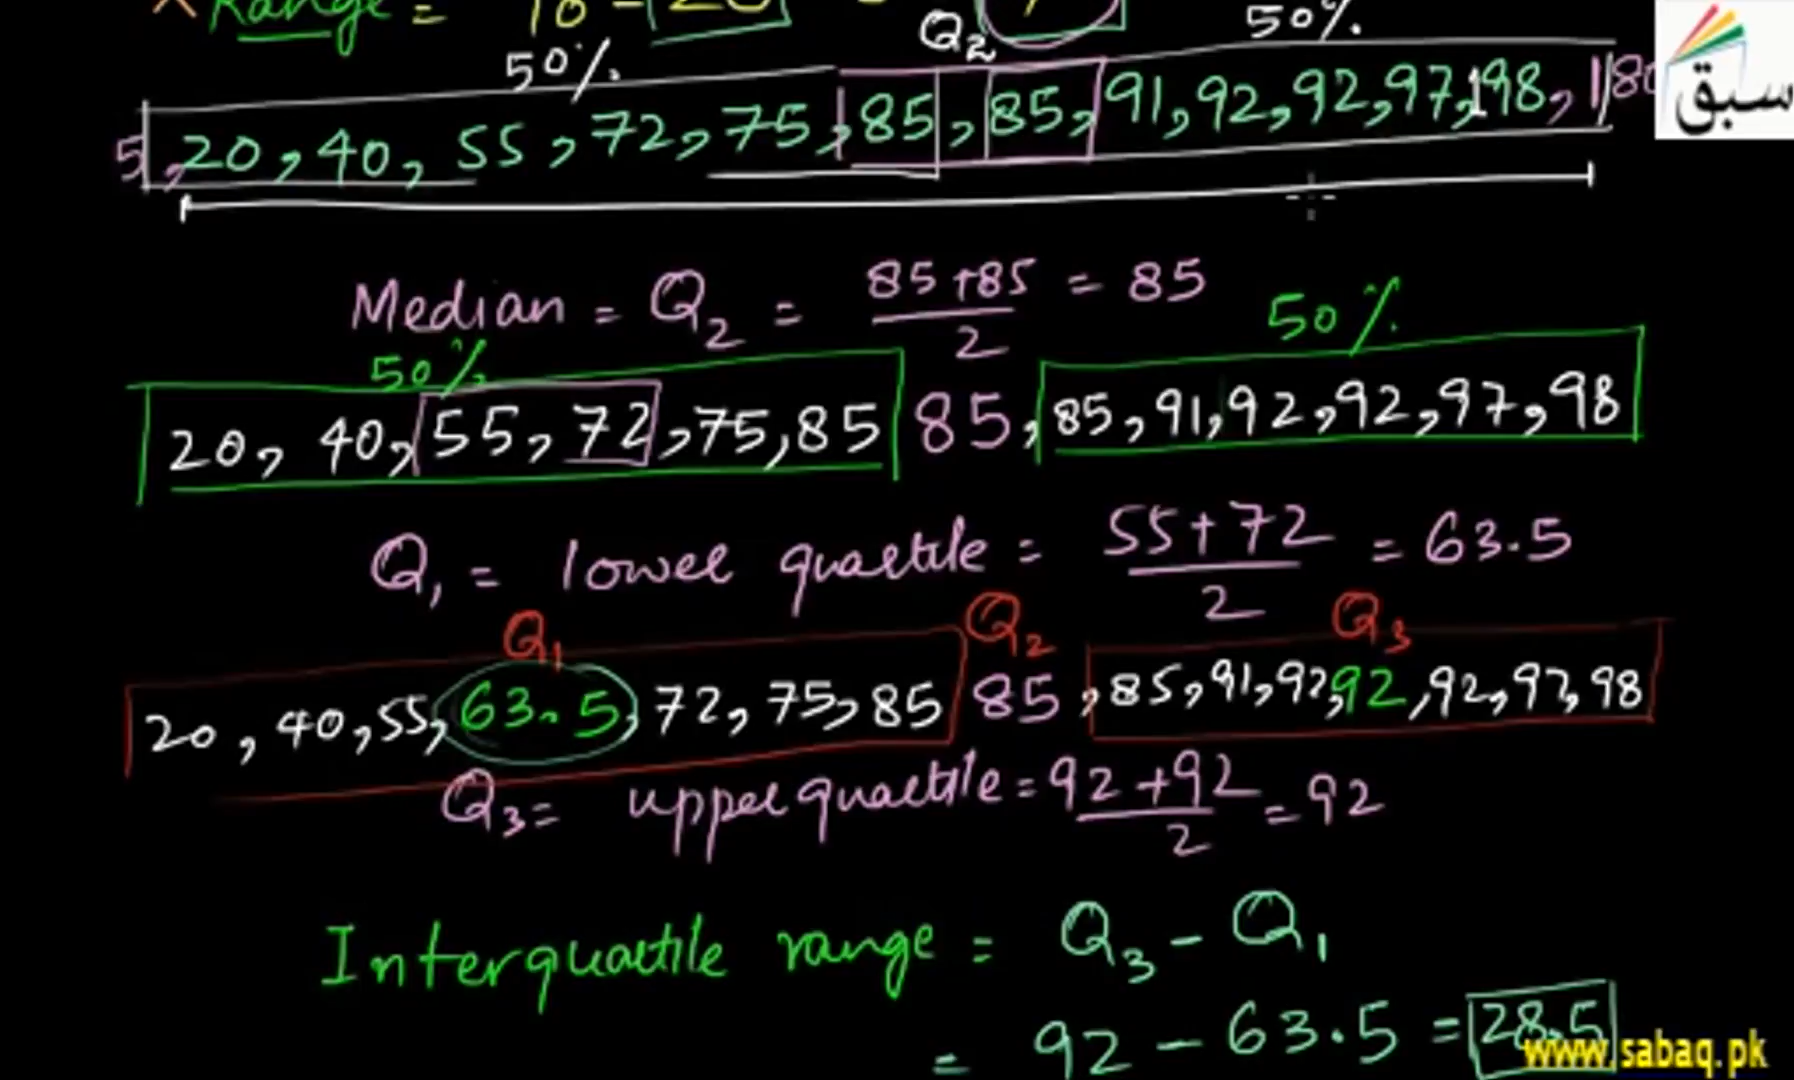 Range =
50%
Q2
50%
سبق
5, 20, 40, 55, 72, 75, 85, 85, 91, 92, 92, 97, 98, 180
Median = Q2 = 85+85/2 = 85
50%
50%
20, 40, 55, 72, 75, 85 85, 85, 91, 92, 92, 97, 98
Q1 = lower quartile = 55+72/2 = 63.5
Q1 Q2 Q3
20, 40, 55, 63.5, 72, 75, 85 85, 85, 91, 92, 92, 92, 97, 98
Q3 = upper quartile = 92+92/2 = 92
Interquartile range = Q3 - Q1
= 92 - 63.5 = 28.5
www.sabaq.pk